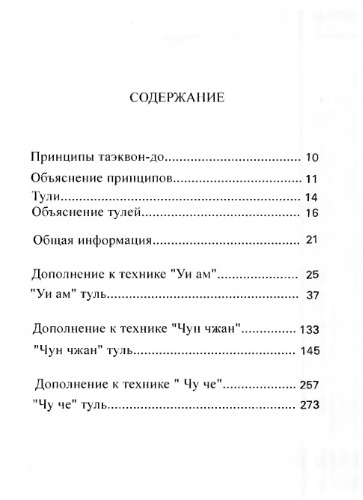 СОДЕРЖАНИЕ
Принципы таэквон-до 10
Объяснение принципов 11
Тули 14
Объяснение тулей 16
Общая информация 21
Дополнение к технике "Уи ам" 25
"Уи ам" туль 37
Дополнение к технике "Чун чжан" 133
"Чун чжан" туль 145
Дополнение к технике " Чу че" 257
"Чу че" туль 273